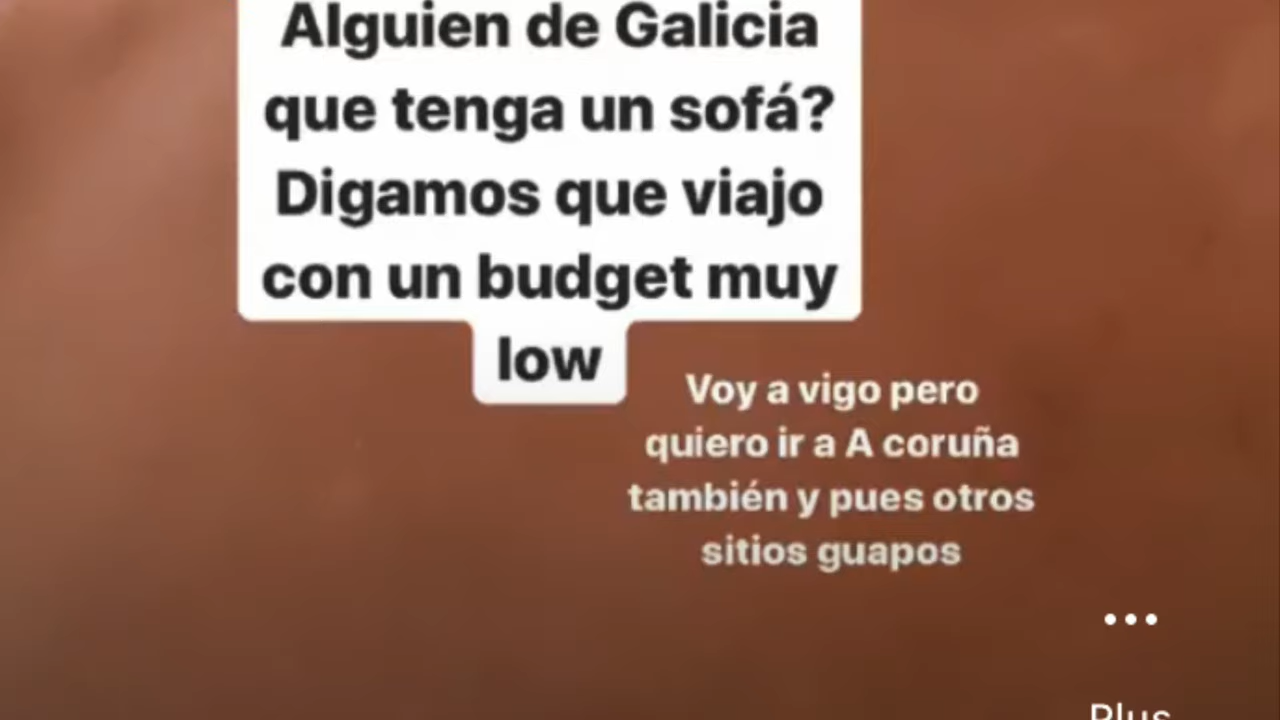 Alguien de Galicia
que tenga un sofá?
Digamos que viajo
con un budget muy
low
Voy a vigo pero
quiero ir a A coruña
también y pues otros
sitios guapos
Plus